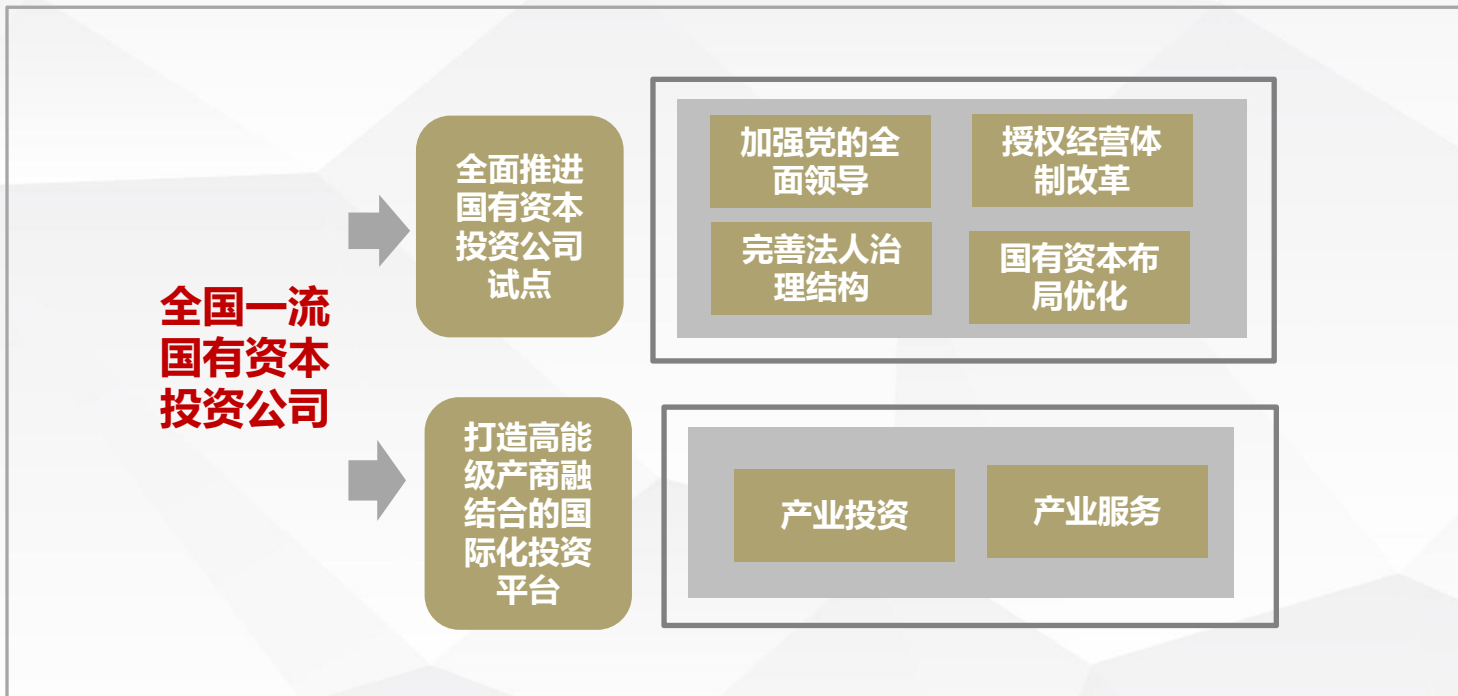 全国一流
国有资本
投资公司
全面推进
国有资本
投资公司
试点
加强党的全
面领导
授权经营体
制改革
完善法人治
理结构
国有资本布
局优化
打造高能
级产商融
结合的国
际化投资
平台
产业投资
产业服务